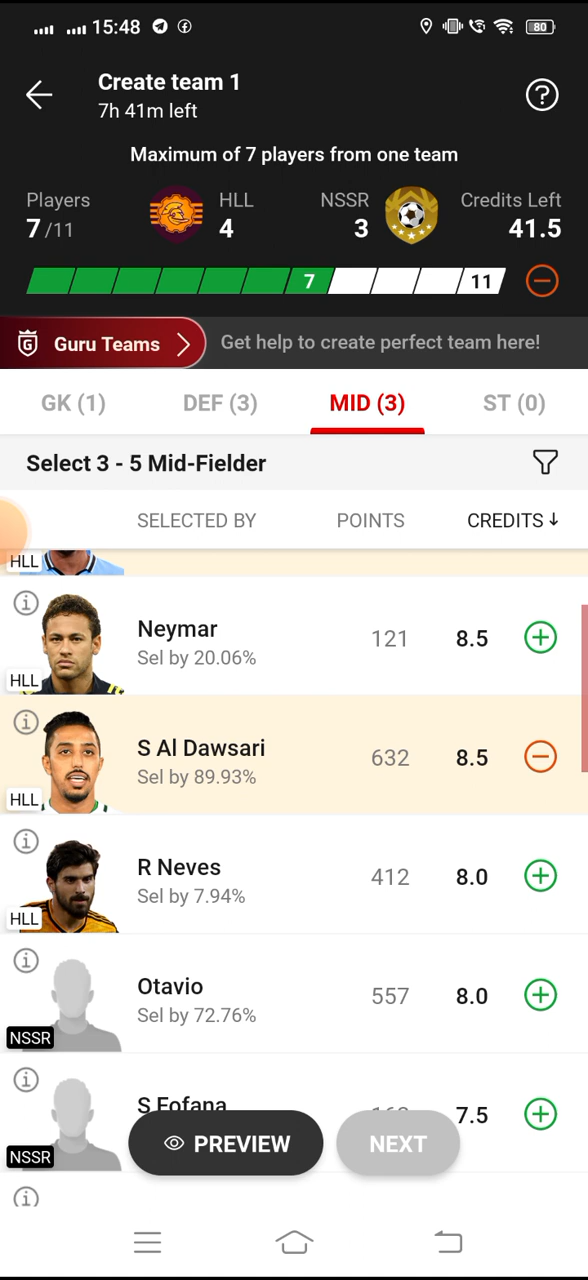 15:48
80
Create team 1
7h 41m left
Maximum of 7 players from one team
Players HLL NSSR Credits Left
7/11 4 3 41.5
7 11
Guru Teams Get help to create perfect team here!
GK (1) DEF (3) MID (3) ST (0)
Select 3 - 5 Mid-Fielder
SELECTED BY POINTS CREDITS↓
HLL
Neymar 121 8.5
Sel by 20.06%
HLL
S Al Dawsari 632 8.5
Sel by 89.93%
HLL
R Neves 412 8.0
Sel by 7.94%
HLL
Otavio 557 8.0
Sel by 72.76%
NSSR
S Fofana 7.5
NSSR
PREVIEW NEXT